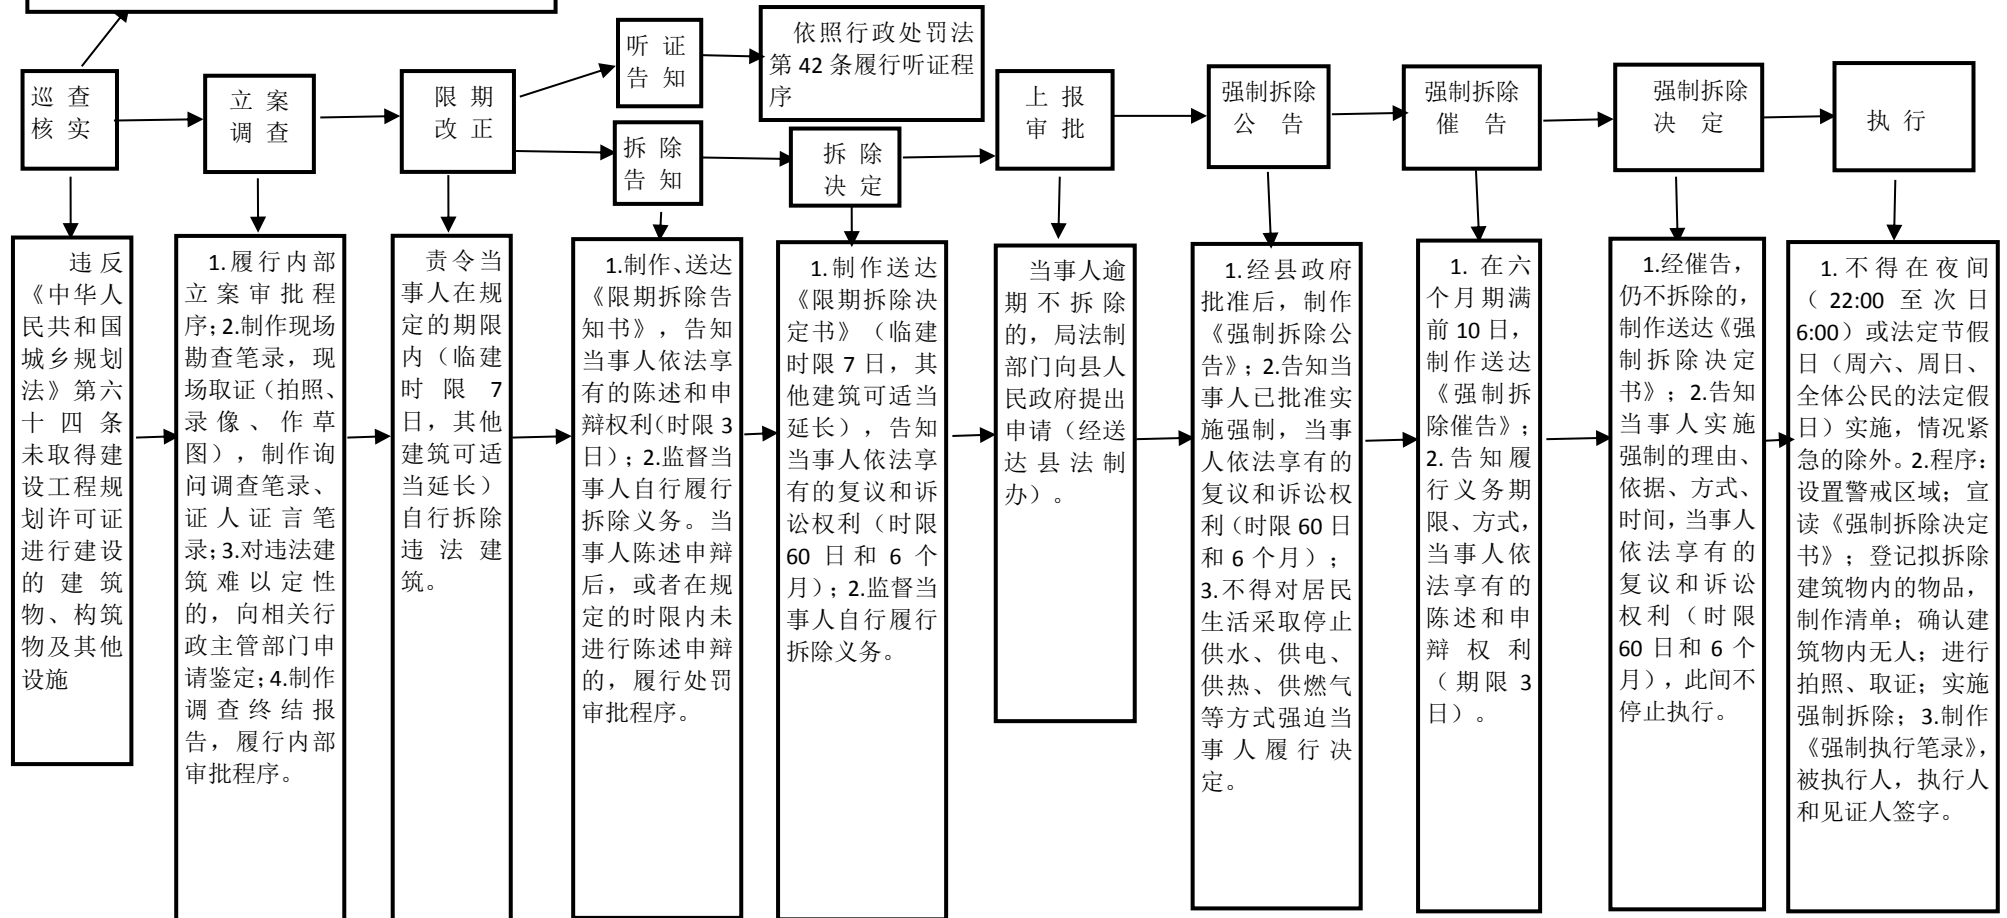 听 证
告 知
依照行政处罚法
第 42 条履行听证程
序
巡 查
核 实
立 案
调 查
限 期
改 正
拆 除
告 知
拆 除
决 定
上 报
审 批
强制拆除
公 告
强制拆除
催 告
强制拆除
决 定
执 行
违 反
《中华人
民共和国
城乡规划
法》第六
十 四 条
未取得建
设工程规
划许可证
进行建设
的 建 筑
物、构筑
物及其他
设施
1.履行内部
立案审批程
序；2.制作现场
勘查笔录，现
场取证（拍照、
录像、作草
图），制作询
问调查笔录、
证人证言笔
录；3.对违法建
筑难以定性
的，向相关行
政主管部门申
请鉴定；4.制作
调查终结报
告，履行内部
审批程序。
责令当
事人在规
定的期限
内（临建
时 限 7
日，其他
建筑可适
当延长）
自行拆除
违 法 建
筑。
1.制作、送达
《限期拆除告
知书》，告知
当事人依法享
有的陈述和申
辩权利（时限 3
日）；2.监督当
事人自行履行
拆除义务。当
事人陈述申辩
后，或者在规
定的时限内未
进行陈述申辩
的，履行处罚
审批程序。
1.制作送达
《限期拆除决
定书》（临建
时限 7 日，其
他建筑可适当
延长），告知
当事人依法享
有的复议和诉
讼权利（时限
60 日和 6 个
月）；2.监督当
事人自行履行
拆除义务。
当事人逾
期不拆除
的，局法制
部门向县人
民政府提出
申请（经送
达县法制
办）。
1.经县政府
批准后，制作
《强制拆除公
告》；2.告知当
事人已批准实
施强制，当事
人依法享有的
复议和诉讼权
利（时限 60 日
和 6 个月）；
3.不得对居民
生活采取停止
供水、供电、
供热、供燃气
等方式强迫当
事人履行决
定。
1. 在六
个月期满
前 10 日，
制作送达
《强制拆
除催告》；
2.告知履
行义务期
限、方式，
当事人依
法享有的
陈述和申
辩 权 利
（期限 3
日）。
1.经催告，
仍不拆除的，
制作送达《强
制拆除决定
书》；2.告知
当事人实施
强制的理由、
依据、方式、
时间，当事人
依法享有的
复议和诉讼
权利（时限
60 日和 6 个
月），此间不
停止执行。
1. 不得在夜间
（22:00 至次日
6:00）或法定节假
日（周六、周日、
全体公民的法定假
日）实施，情况紧
急的除外。2.程序：
设置警戒区域；宣
读《强制拆除决定
书》；登记拟拆除
建筑物内的物品，
制作清单；确认建
筑物内无人；进行
拍照、取证；实施
强制拆除；3.制作
《强制执行笔录》，
被执行人，执行人
和见证人签字。